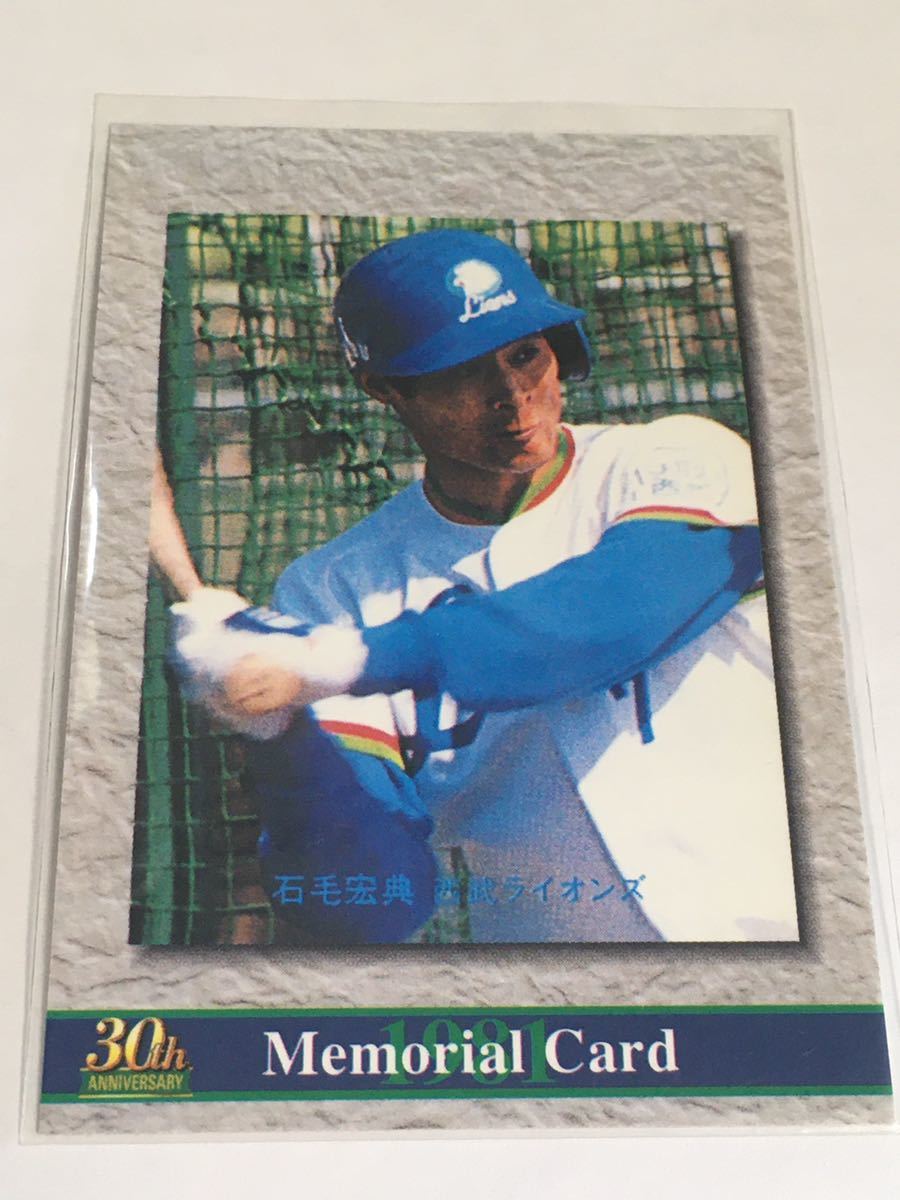 Lions
石毛宏典 西武ライオンズ
30th
ANNIVERSARY
1981
Memorial Card